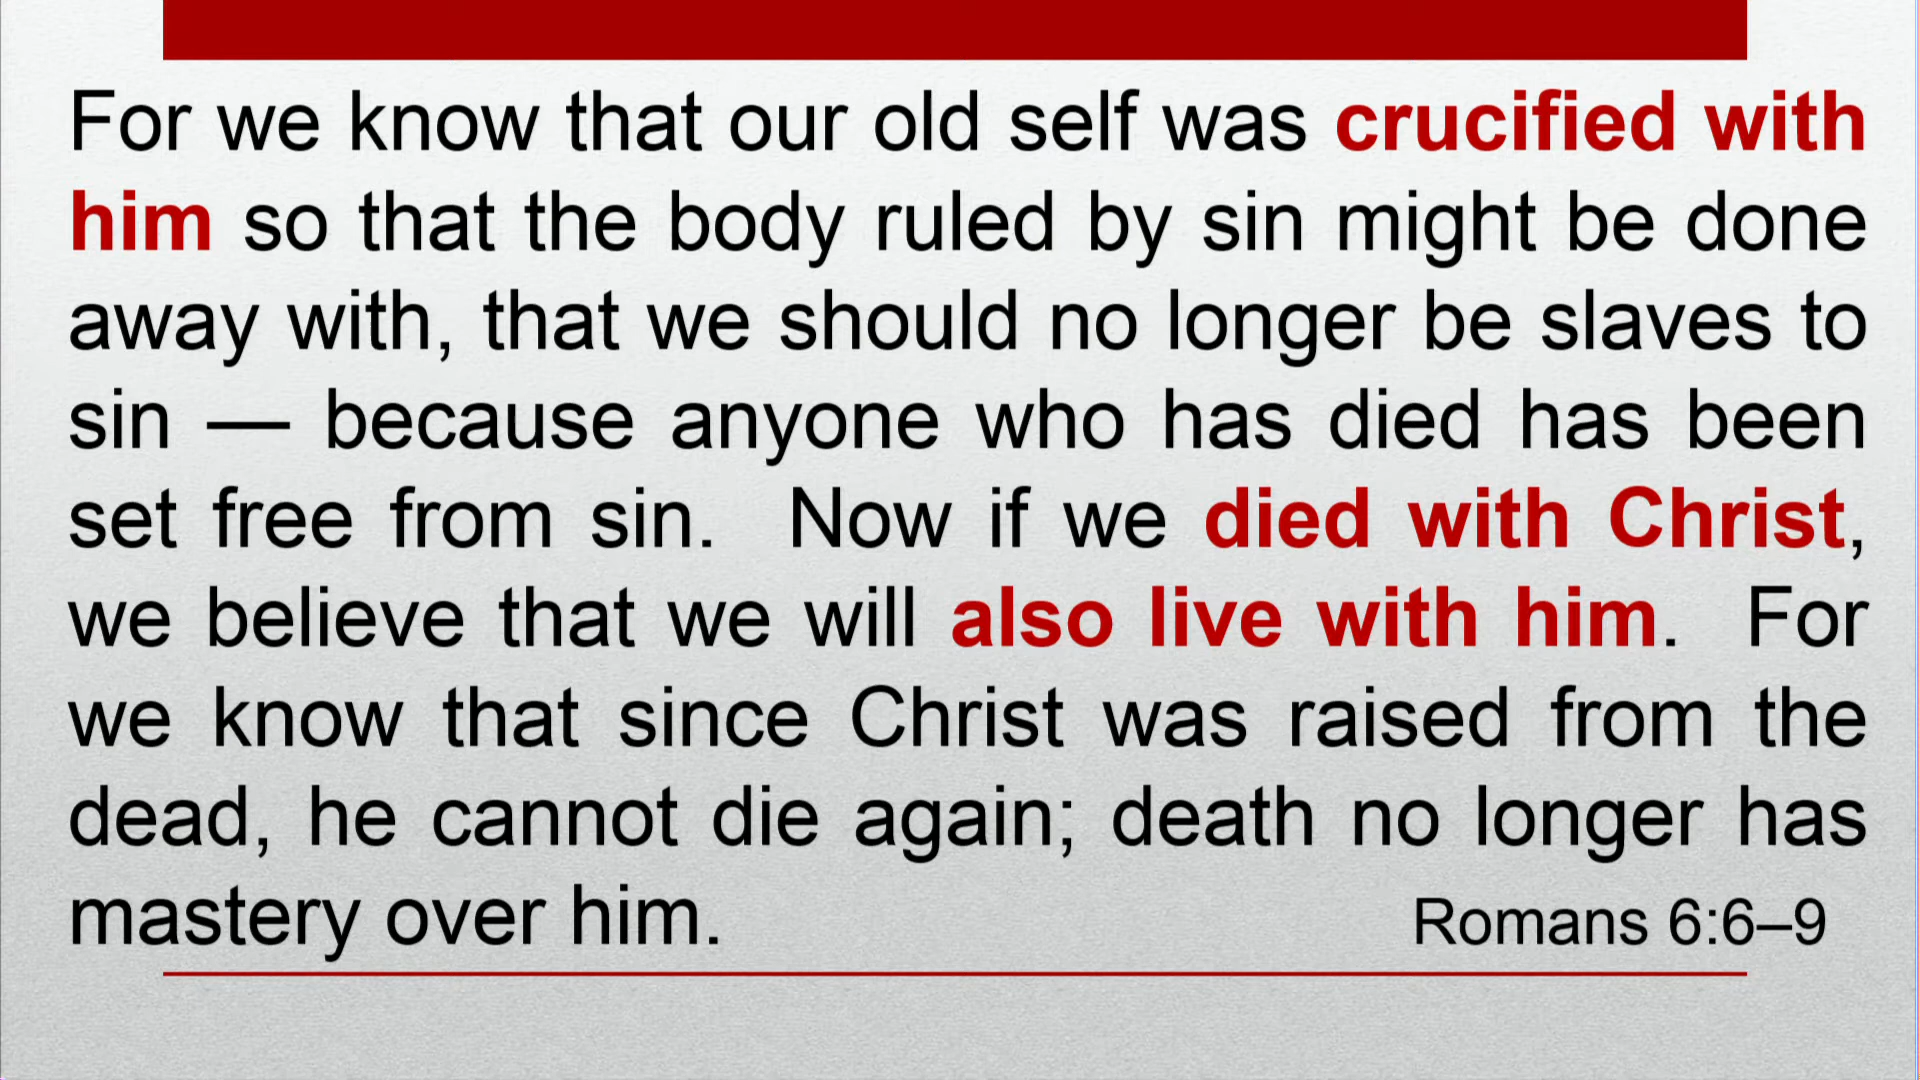 For we know that our old self was crucified with
him so that the body ruled by sin might be done
away with, that we should no longer be slaves to
sin — because anyone who has died has been
set free from sin.  Now if we died with Christ,
we believe that we will also live with him.  For
we know that since Christ was raised from the
dead, he cannot die again; death no longer has
mastery over him. Romans 6:6–9